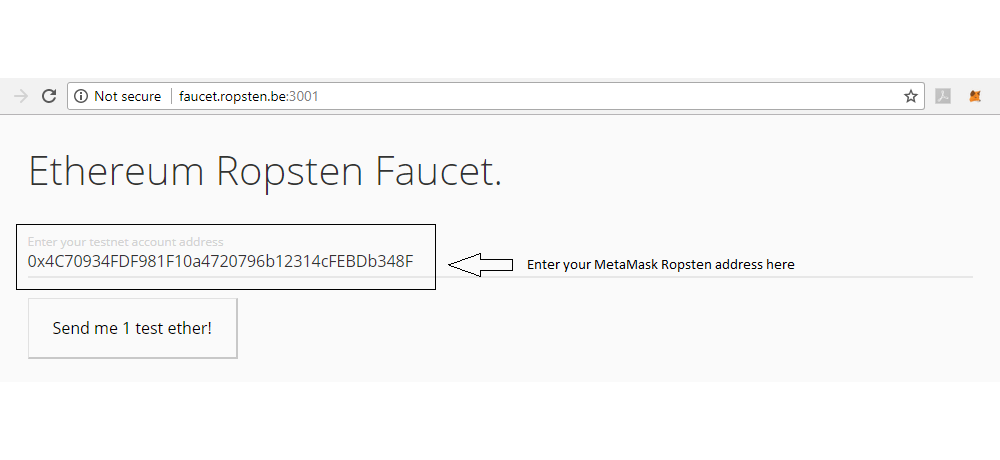 Not secure faucet.ropsten.be:3001
Ethereum Ropsten Faucet.
Enter your testnet account address
0x4C70934FDF981F10a4720796b12314cFEBDb348F
Enter your MetaMask Ropsten address here
Send me 1 test ether!